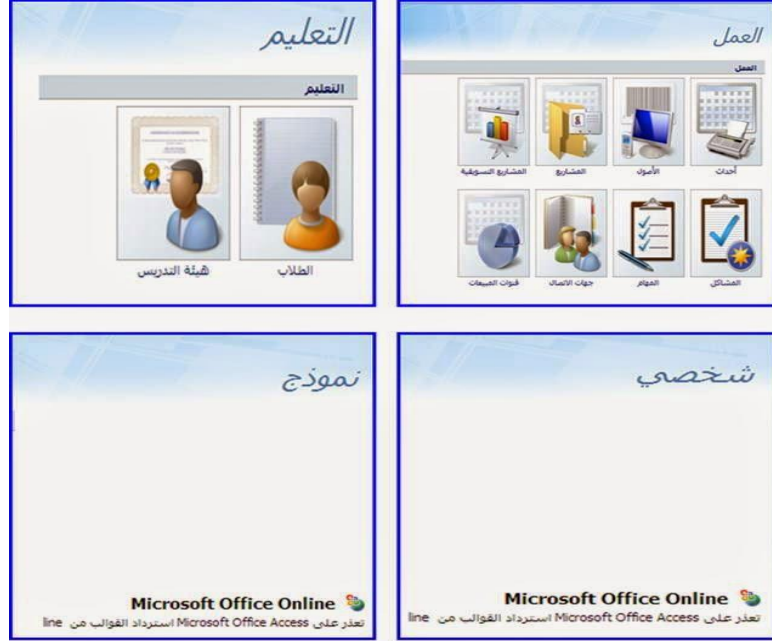 العمل
العمل
أحداث الأصول المشاريع المشاريع التسويقية
المشاكل المهام جهات الاتصال قنوات المبيعات
التعليم
التعليم
الطلاب هيئة التدريس
شخصي
Microsoft Office Online
تعذر على Microsoft Office Access استرداد القوالب من line
نموذج
Microsoft Office Online
تعذر على Microsoft Office Access استرداد القوالب من line